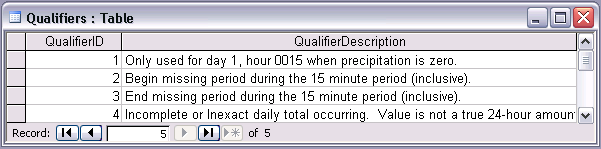 Qualifiers : Table
QualifierID QualifierDescription
1 Only used for day 1, hour 0015 when precipitation is zero.
2 Begin missing period during the 15 minute period (inclusive).
3 End missing period during the 15 minute period (inclusive).
4 Incomplete or Inexact daily total occurring. Value is not a true 24-hour amount
Record: 5 of 5